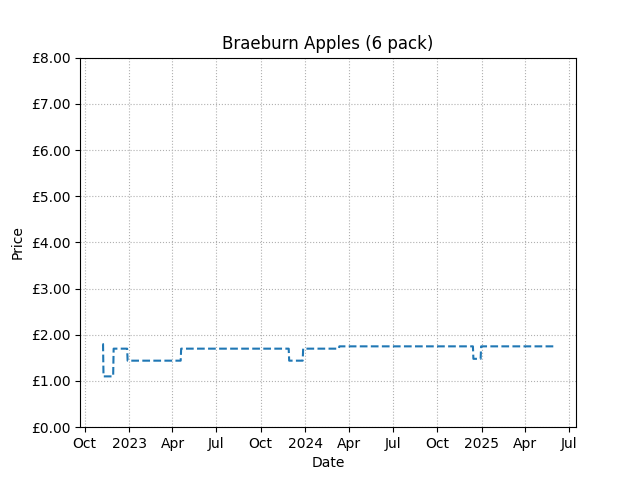 Braeburn Apples (6 pack)
£8.00
£7.00
£6.00
£5.00
£4.00
£3.00
£2.00
£1.00
£0.00
Price
Oct 2023 Apr Jul Oct 2024 Apr Jul Oct 2025 Apr Jul
Date